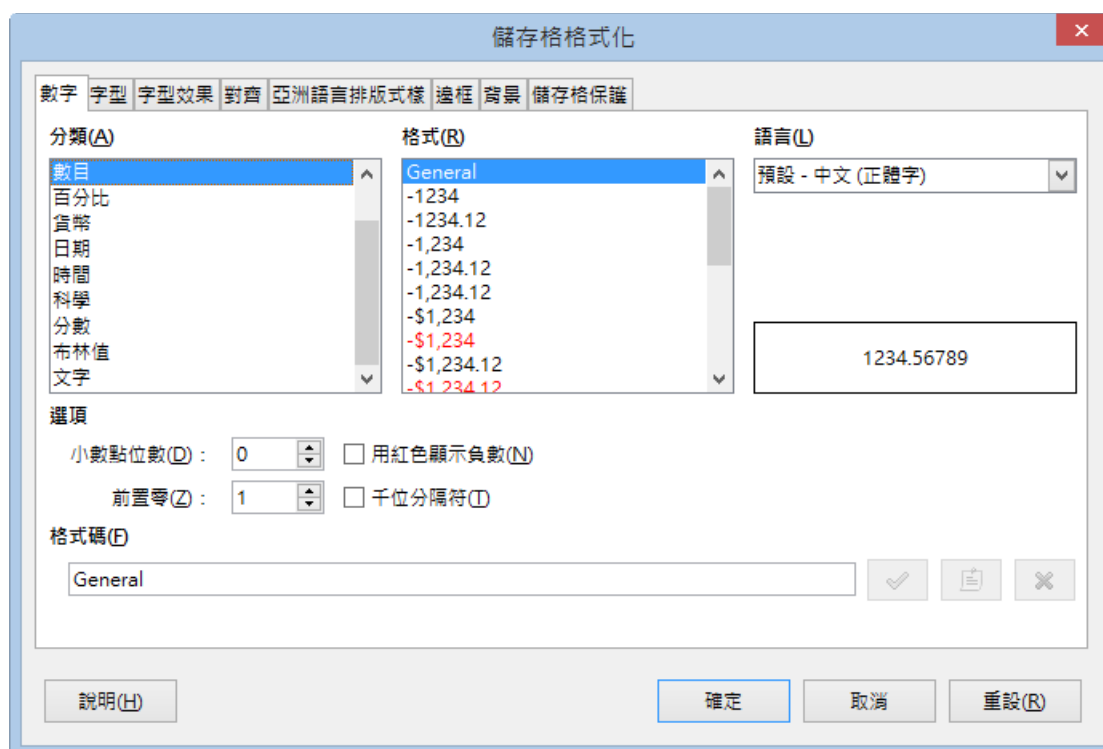 儲存格格式化
數字 字型 字型效果 對齊 亞洲語言排版式樣 邊框 背景 儲存格保護
分類(A)
數目
百分比
貨幣
日期
時間
科學
分數
布林值
文字
格式(R)
General
-1234
-1234.12
-1,234
-1,234.12
-1,234.12
-$1,234
-$1,234
-$1,234.12
-$1,234.12
語言(L)
預設 - 中文 (正體字)
1234.56789
選項
小數點位數(D)： 0 用紅色顯示負數(N)
前置零(Z)： 1 千位分隔符(T)
格式碼(F)
General
說明(H) 確定 取消 重設(R)